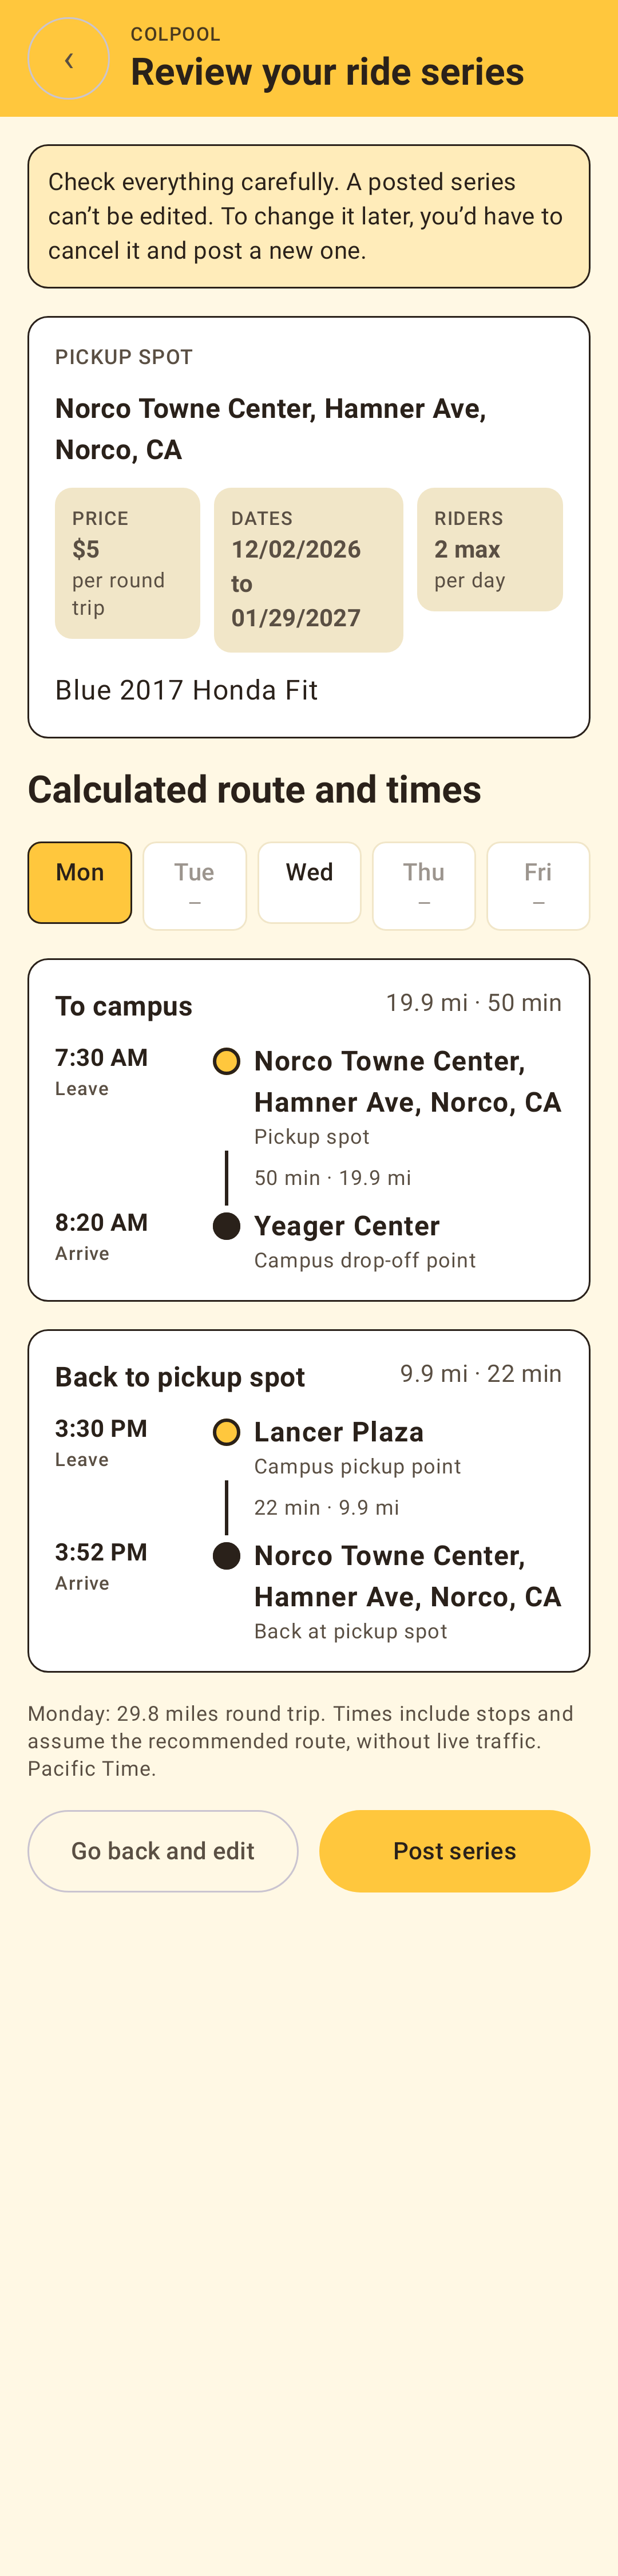 ‹
COLPOOL
Review your ride series
Check everything carefully. A posted series
can’t be edited. To change it later, you’d have to
cancel it and post a new one.
PICKUP SPOT
Norco Towne Center, Hamner Ave,
Norco, CA
PRICE
$5
per round
trip
DATES
12/02/2026
to
01/29/2027
RIDERS
2 max
per day
Blue 2017 Honda Fit
Calculated route and times
Mon
Tue
–
Wed
Thu
–
Fri
–
To campus
19.9 mi · 50 min
7:30 AM
Leave
Norco Towne Center,
Hamner Ave, Norco, CA
Pickup spot
50 min · 19.9 mi
8:20 AM
Arrive
Yeager Center
Campus drop-off point
Back to pickup spot
9.9 mi · 22 min
3:30 PM
Leave
Lancer Plaza
Campus pickup point
22 min · 9.9 mi
3:52 PM
Arrive
Norco Towne Center,
Hamner Ave, Norco, CA
Back at pickup spot
Monday: 29.8 miles round trip. Times include stops and
assume the recommended route, without live traffic.
Pacific Time.
Go back and edit
Post series